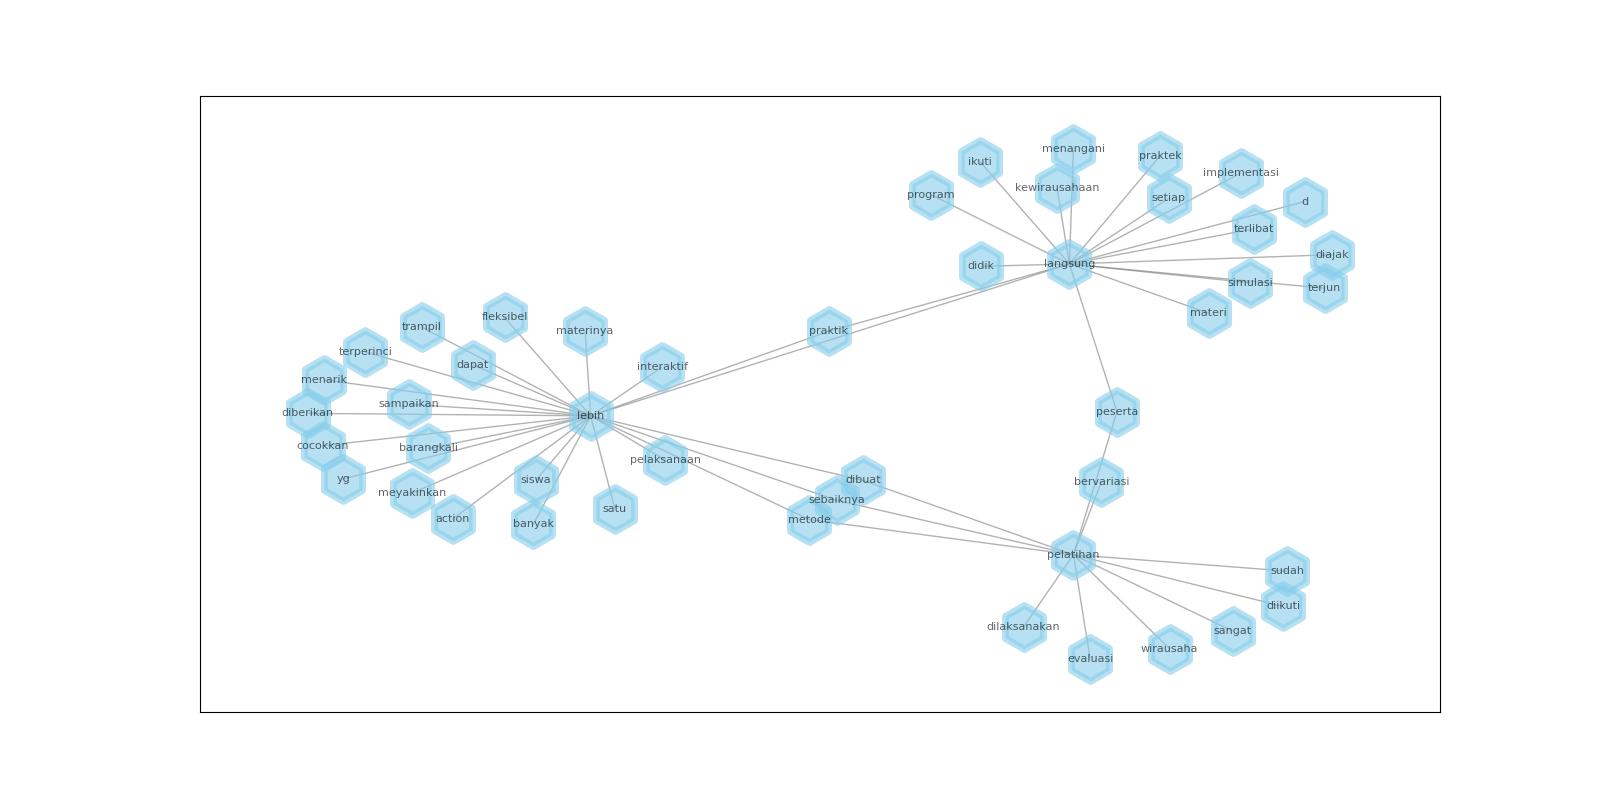 menangani
praktek
ikuti
implementasi
kewirausahaan
program
setiap
d
terlibat
diajak
langsung
didik
simulasi
terjun
materi
fleksibel
trampil
materinya
praktik
terperinci
dapat
interaktif
menarik
sampaikan
diberikan
lebih
peserta
cocokkan
barangkali
pelaksanaan
yg
siswa
dibuat
bervariasi
meyakinkan
sebaiknya
satu
action
banyak
metode
pelatihan
sudah
diikuti
dilaksanakan
sangat
wirausaha
evaluasi